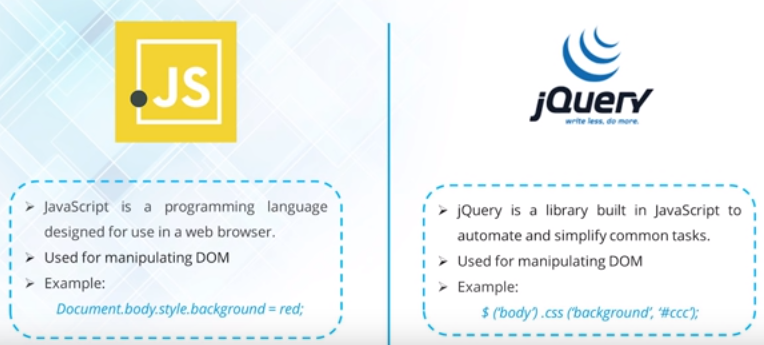 JS
JavaScript is a programming language
designed for use in a web browser.
Used for manipulating DOM
Example:
Document.body.style.background = red;
jQuery
write less, do more.
jQuery is a library built in JavaScript to
automate and simplify common tasks.
Used for manipulating DOM
Example:
$ (‘body’) .css (‘background’, ‘#ccc’);